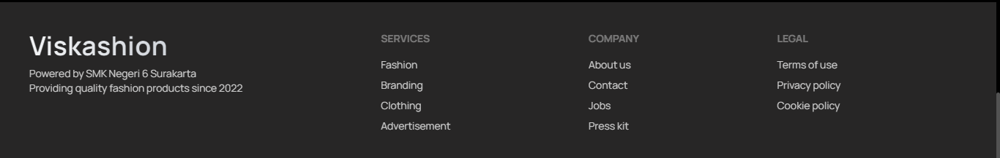 Viskashion
Powered by SMK Negeri 6 Surakarta
Providing quality fashion products since 2022
SERVICES
Fashion
Branding
Clothing
Advertisement
COMPANY
About us
Contact
Jobs
Press kit
LEGAL
Terms of use
Privacy policy
Cookie policy